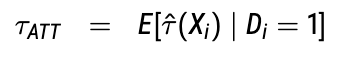 τ_ATT = E[τ̂(X_i) | D_i = 1]